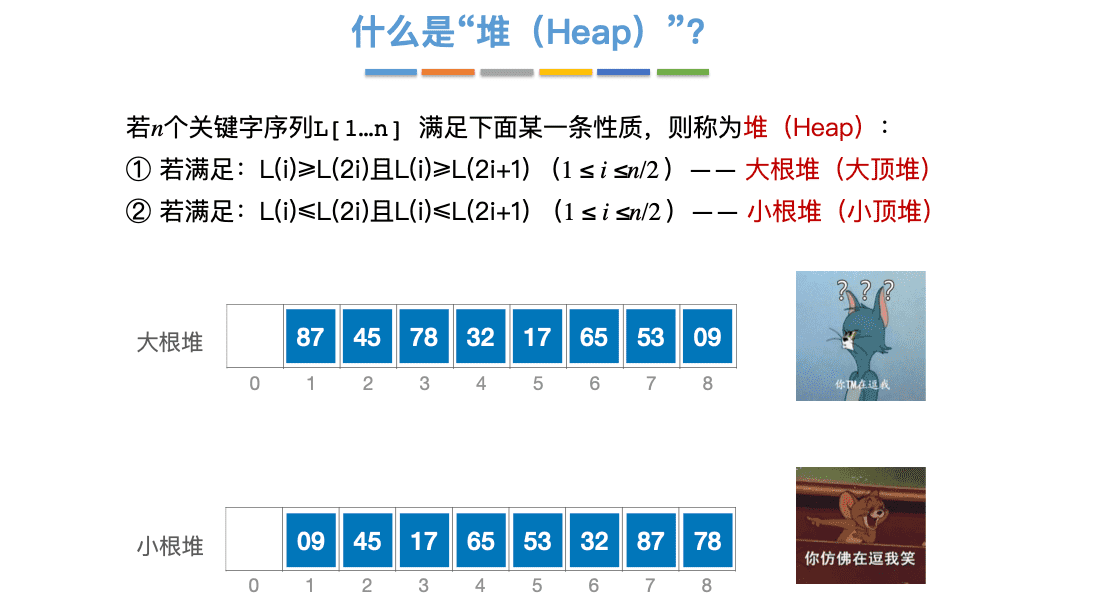 什么是“堆（Heap）”?
若n个关键字序列L[1…n] 满足下面某一条性质，则称为堆（Heap）:
① 若满足：L(i)≥L(2i)且L(i)≥L(2i+1) （1 ≤ i ≤n/2 ）—— 大根堆（大顶堆）
② 若满足：L(i)≤L(2i)且L(i)≤L(2i+1) （1 ≤ i ≤n/2 ）—— 小根堆（小顶堆）
? ? ?
大根堆 87 45 78 32 17 65 53 09
0 1 2 3 4 5 6 7 8
你TM在逗我
小根堆 09 45 17 65 53 32 87 78
你仿佛在逗我笑
0 1 2 3 4 5 6 7 8